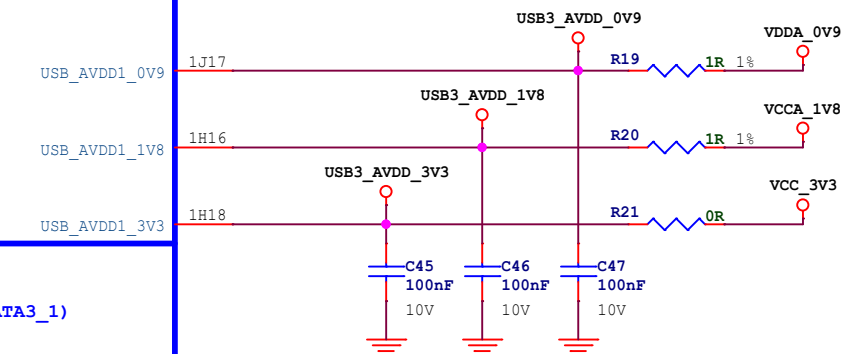 USB3_AVDD_0V9
VDDA_0V9
USB_AVDD1_0V9 1J17 R19 1R 1%
USB3_AVDD_1V8
VCCA_1V8
USB_AVDD1_1V8 1H16 R20 1R 1%
USB3_AVDD_3V3
VCC_3V3
USB_AVDD1_3V3 1H18 R21 0R
C45 C46 C47
100nF 100nF 100nF
10V 10V 10V
TA3_1)